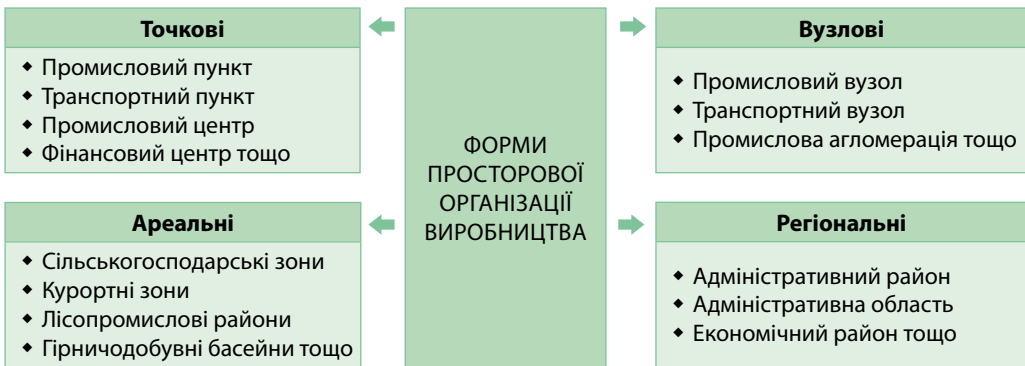 Точкові
◆ Промисловий пункт
◆ Транспортний пункт
◆ Промисловий центр
◆ Фінансовий центр тощо
Ареальні
◆ Сільськогосподарські зони
◆ Курортні зони
◆ Лісопромислові райони
◆ Гірничодобувні басейни тощо
ФОРМИ
ПРОСТОРОВОЇ
ОРГАНІЗАЦІЇ
ВИРОБНИЦТВА
Вузлові
◆ Промисловий вузол
◆ Транспортний вузол
◆ Промислова агломерація тощо
Регіональні
◆ Адміністративний район
◆ Адміністративна область
◆ Економічний район тощо